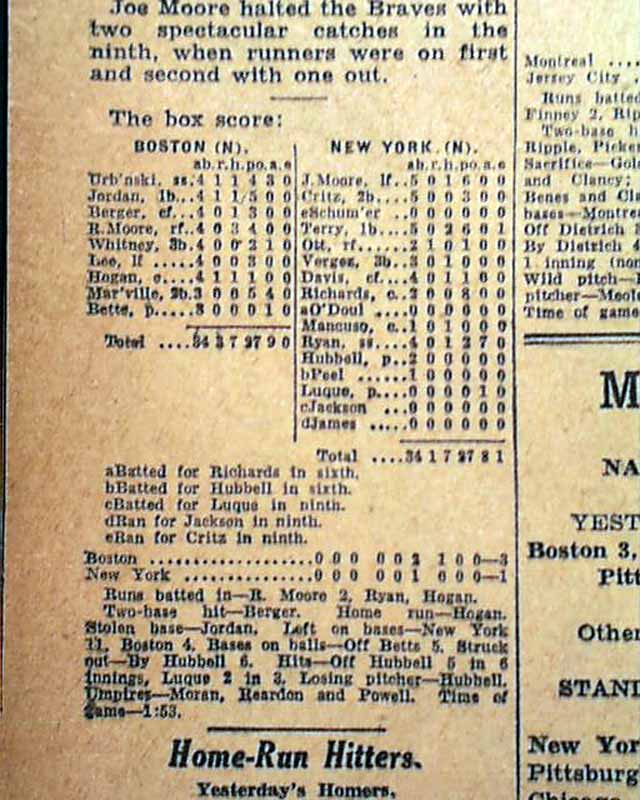 Joe Moore halted the Braves with
two spectacular catches in the
ninth, when runners were on first
and second with one out.
The box score:
BOSTON (N).
ab.r.h.po.a.e
Urb'nski, ss.4 1 1 4 3 0
Jordan, 1b...4 1 1 5 0 0
Berger, cf...4 0 1 3 0 0
R.Moore, rf..4 0 3 4 0 0
Whitney, 3b.4 0 0 2 1 0
Lee, lf .....4 0 0 3 0 0
Hogan, c....4 1 1 1 0 0
Mar'ville, 2b.3 0 0 5 4 0
Betts, p.....3 0 0 0 1 0
Total ....34 3 7 27 9 0
NEW YORK (N).
ab.r.h.po.a.e
J.Moore, lf..5 0 1 6 0 0
Critz, 2b....5 0 0 3 0 0
eSchum'er ..0 0 0 0 0 0
Terry, 1b...5 0 2 6 0 1
Ott, rf......2 1 0 1 0 0
Vergez, 3b..3 0 1 0 0 0
Davis, cf....4 0 1 1 0 0
Richards, c..2 0 0 8 0 0
aO'Doul ....0 0 0 0 0 0
Mancuso, c..1 0 1 0 0 0
Ryan, ss....4 0 1 2 7 0
Hubbell, p..2 0 0 0 0 0
bPeel ......1 0 0 0 0 0
Luque, p....0 0 0 0 1 0
cJackson ...0 0 0 0 0 0
dJames .....0 0 0 0 0 0
Total ....34 1 7 27 8 1
aBatted for Richards in sixth.
bBatted for Hubbell in sixth.
cBatted for Luque in ninth.
dRan for Jackson in ninth.
eRan for Critz in ninth.
Boston ..................0 0 0 0 0 2 1 0 0—3
New York ..............0 0 0 0 0 1 0 0 0—1
Runs batted in—R. Moore 2, Ryan, Hogan.
Two-base hit—Berger. Home run—Hogan.
Stolen base—Jordan. Left on bases—New York
11, Boston 4. Bases on balls—Off Betts 5. Struck
out—By Hubbell 6. Hits—Off Hubbell 5 in 6
innings, Luque 2 in 3. Losing pitcher—Hubbell.
Umpires—Moran, Reardon and Powell. Time of
game—1:53.
Home-Run Hitters.
Yesterday's Homers.
Montreal ....
Jersey City .
Runs batted
Finney 2, Rip
Two-base h
Ripple, Picker
Sacrifice—Gol
and Clancy;
Benes and Cla
bases—Montre
Off Dietrich
By Dietrich
1 inning (non
Wild pitch—
pitcher—Meol
Time of game
M
NA
YEST
Boston 3,
Pitt
Other
STAND
New Yor
Pittsburg
Chicago